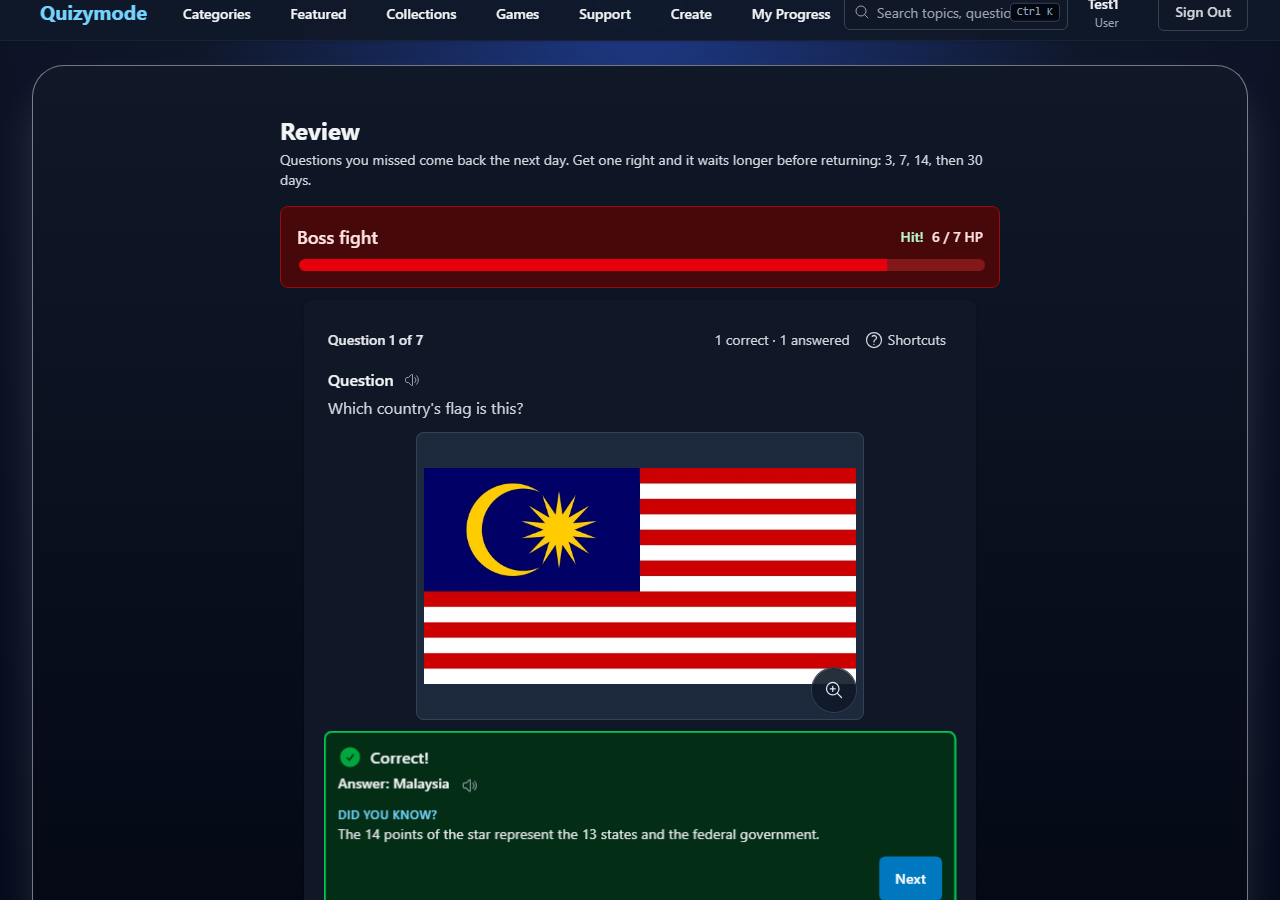 Quizymode
Categories
Featured
Collections
Games
Support
Create
My Progress
Search topics, questio
Ctrl K
Test1
User
Sign Out
Review
Questions you missed come back the next day. Get one right and it waits longer before returning: 3, 7, 14, then 30
days.
Boss fight
Hit! 6 / 7 HP
Question 1 of 7
1 correct · 1 answered
Shortcuts
Question
Which country's flag is this?
Correct!
Answer: Malaysia
DID YOU KNOW?
The 14 points of the star represent the 13 states and the federal government.
Next